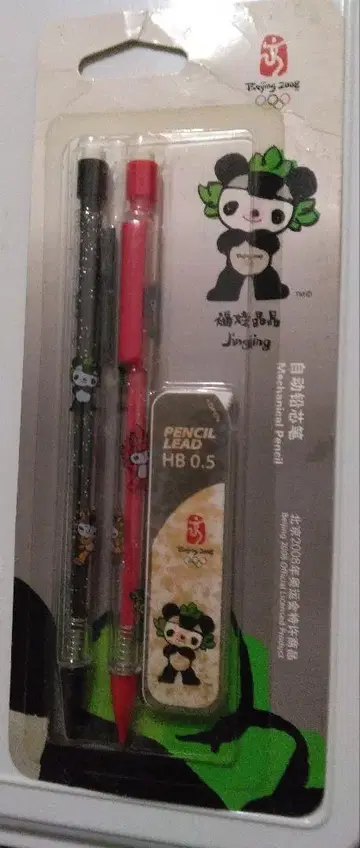 Beijing 2008
TM©
福娃晶晶
Jingjing
自动铅芯笔
Mechanical Pencil
PENCIL
LEAD
HB 0.5
Beijing 2008
北京2008年奥运会特许商品
Beijing 2008 Official Licensed Product